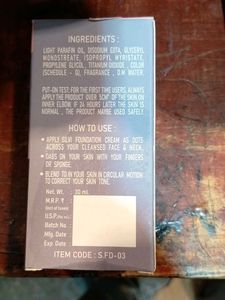 INGREDIENTS :
LIGHT PARAFIN OIL, DISODIUM EDTA, GLYCERYL
MONOSTREATE, ISOPROPYL MYRISTATE,
PROPYLENE GLYCOL, TITANIUM DIOXIDE, COLOR
(SCHEDULE - Q), FRAGRANCE, D.M WATER.
PUT-ON TEST: FOR THE FIRST TIME USERS, ALWAYS
APPLY THE PRODUCT OVER 5CM² OF THE SKIN ON
INNER ELBOW IF 24 HOURS LATER THE SKIN IS
NORMAL, THE PRODUCT MAYBE USED SAFELY
HOW TO USE :
APPLY SILVI FOUNDATION CREAM AS DOTS
ACROSS YOUR CLEANSED FACE & NECK.
DABS ON YOUR SKIN WITH YOUR FINGERS
OR SPONGE.
BLEND TO IN YOUR SKIN IN CIRCULAR MOTION
TO CORRECT YOUR SKIN TONE.
Net. Wt. : 30 ml.
M.R.P. ₹ :
U.S.P. :
Batch No :
Mfg. Date :
Exp. Date :
ITEM CODE : S.FD-03